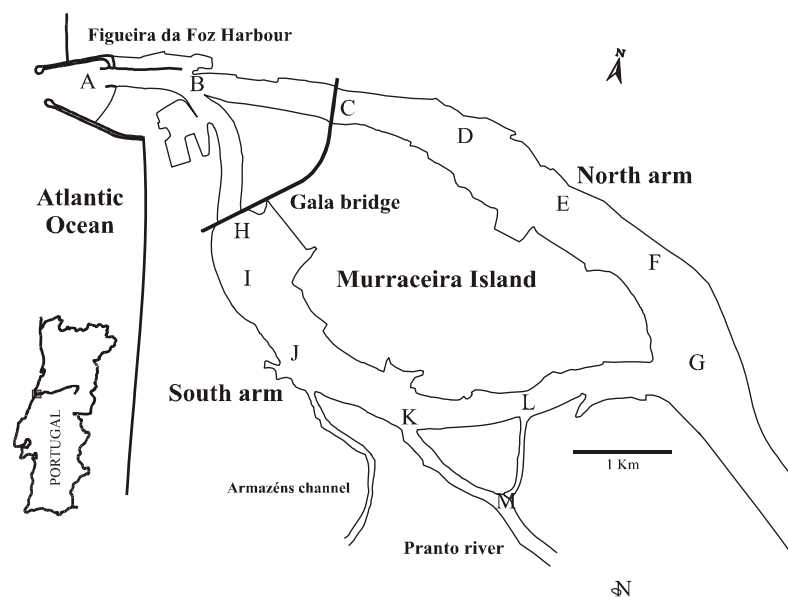 N
Figueira da Foz Harbour
A
B
C
D
North arm
Atlantic
Ocean
Gala bridge
E
H
F
I
Murraceira Island
J
G
South arm
K
L
PORTUGAL
1 Km
Armazéns channel
M
Pranto river
N